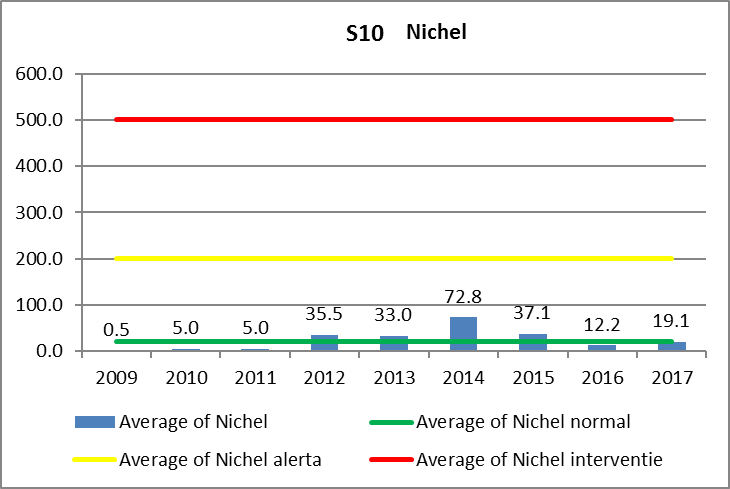 S10 Nichel
600.0
500.0
400.0
300.0
200.0
100.0
0.0
0.5 5.0 5.0 35.5 33.0 72.8 37.1 12.2 19.1
2009 2010 2011 2012 2013 2014 2015 2016 2017
Average of Nichel Average of Nichel normal
Average of Nichel alerta Average of Nichel interventie